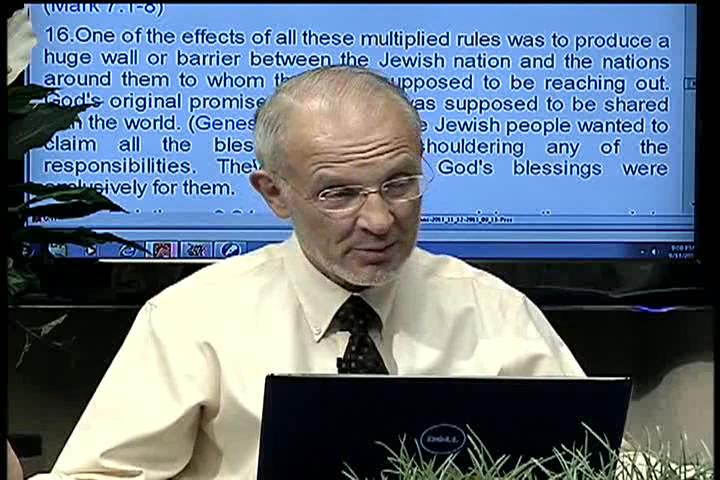 (Mark 7:1-8)
16.One of the effects of all these multiplied rules was to produce a
huge wall or barrier between the Jewish nation and the nations
around them to whom supposed to be reaching out.
God's original promise was supposed to be shared
the world. Jewish people wanted to
claim all the shouldering any of the
responsibilities. God's blessings were
exclusively for them.
DELL